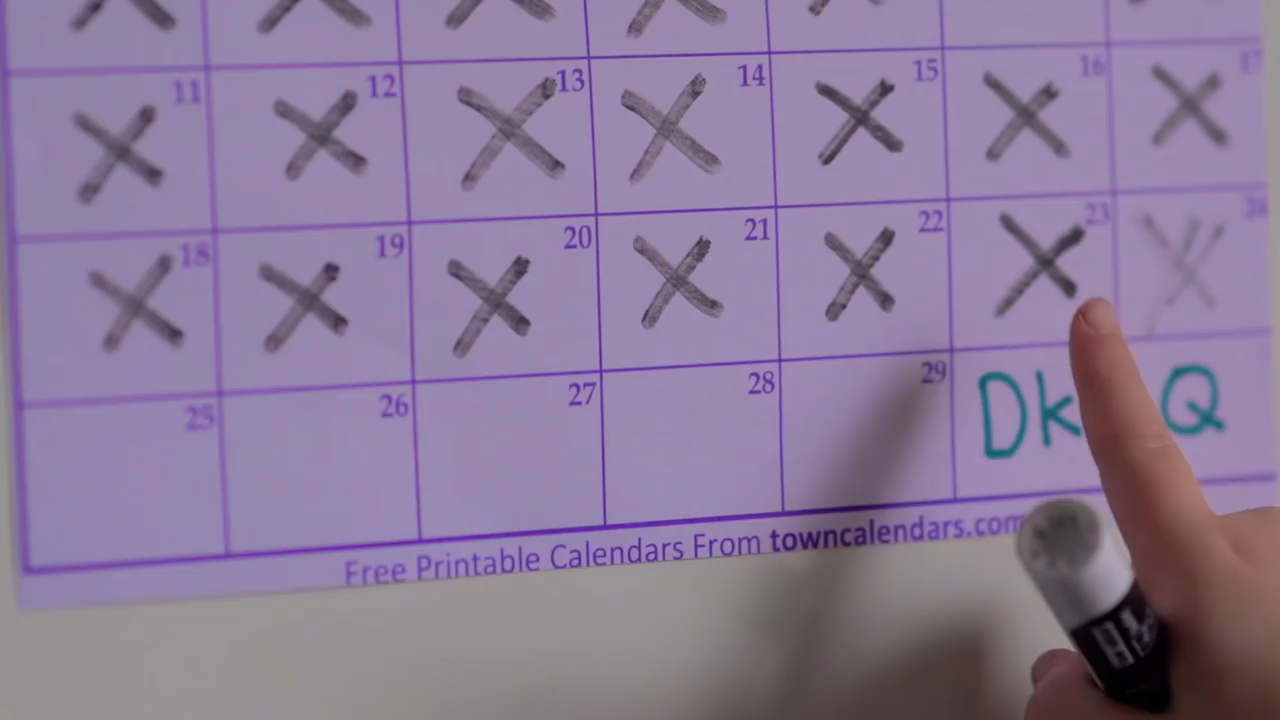 11 12 13 14 15 16 17
18 19 20 21 22 23 24
25 26 27 28 29 Dk Q
Free Printable Calendars From towncalendars.com